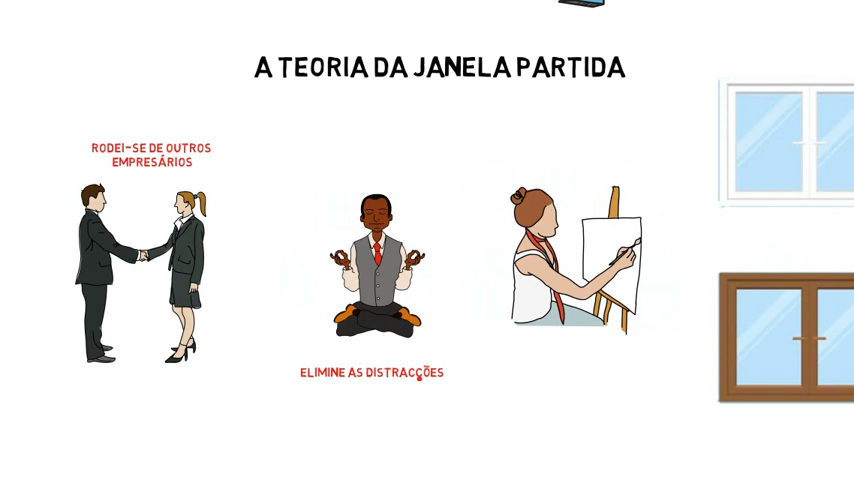 A TEORIA DA JANELA PARTIDA
RODEI-SE DE OUTROS
EMPRESÁRIOS
ELIMINE AS DISTRACÇÕES